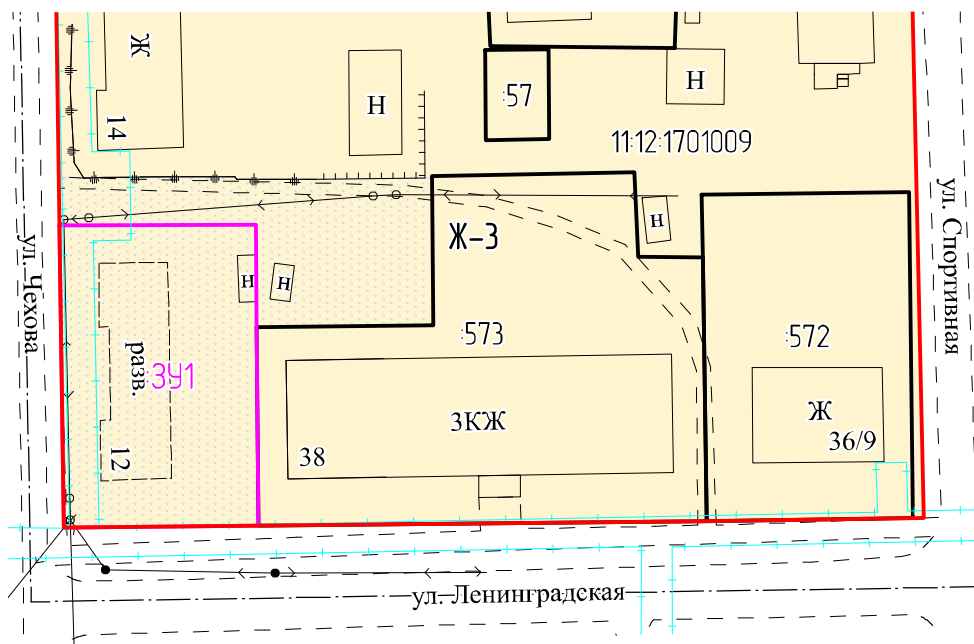 Ж
14
Н
:57
Н
11:12:1701009
ул. Чехова
ул. Спортивная
Н
Ж-3
Н
Н
:573
:572
разв.
:ЗУ1
12
3КЖ
38
Ж
36/9
ул. Ленинградская